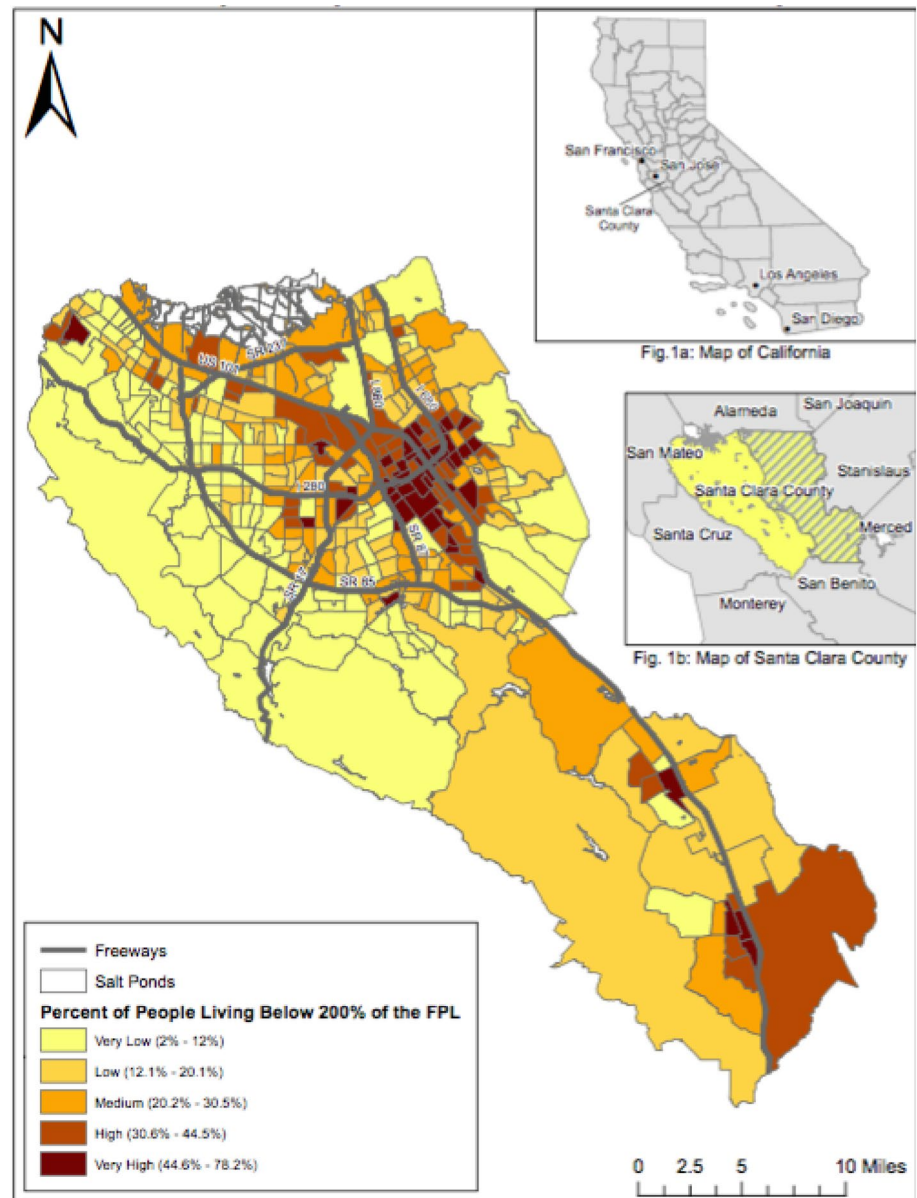 N
San Francisco
San Jose
Santa Clara
County
Los Angeles
San Diego
Fig.1a: Map of California
SR 237
US 101
I 880
I 680
280
SR 87
SR 17
SR 85
Alameda
San Joaquin
San Mateo
Stanislaus
Santa Clara County
Merced
Santa Cruz
San Benito
Monterey
Fig. 1b: Map of Santa Clara County
Freeways
Salt Ponds
Percent of People Living Below 200% of the FPL
Very Low (2% - 12%)
Low (12.1% - 20.1%)
Medium (20.2% - 30.5%)
High (30.6% - 44.5%)
Very High (44.6% - 78.2%)
0 2.5 5 10 Miles